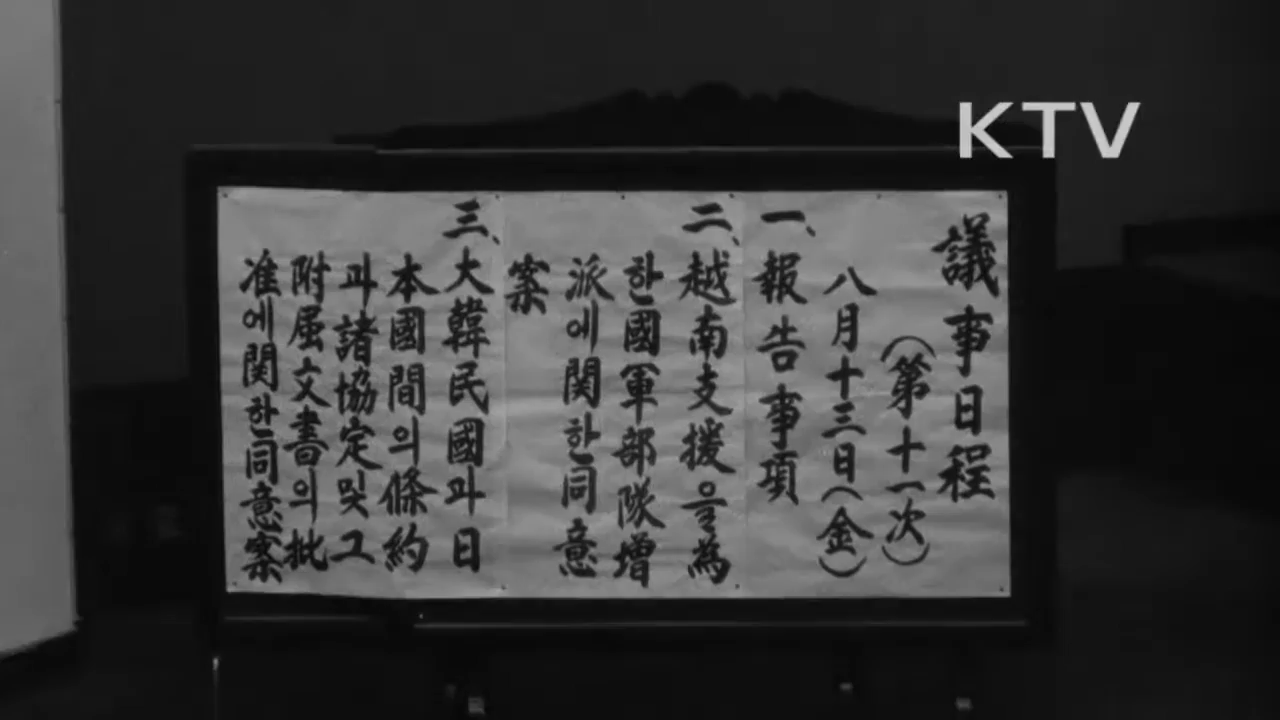 議事日程
(第十一次)
八月十三日(金)
一、報告事項
二、越南支援을為
한國軍部隊增
派에関한同意
案
三、大韓民國과日
本國間의條約
과諸協定및그
附属文書의批
准에関한同意案
KTV